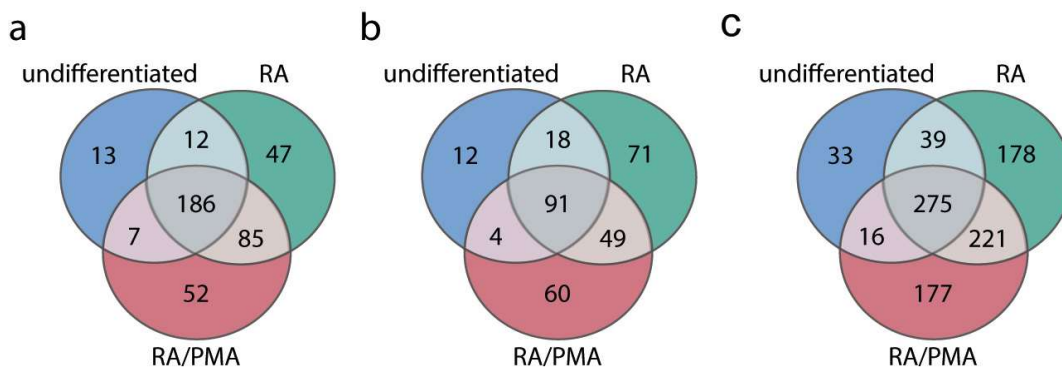 a
undifferentiated RA
13 12 47
186
7 85
52
RA/PMA
b
undifferentiated RA
12 18 71
91
4 49
60
RA/PMA
c
undifferentiated RA
33 39 178
275
16 221
177
RA/PMA